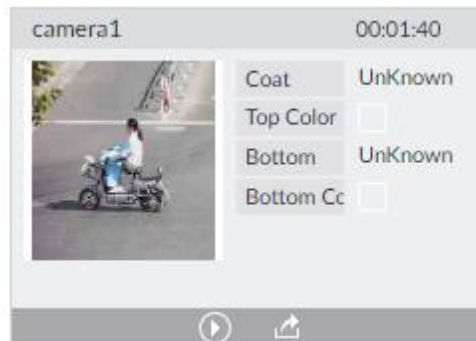 camera1 00:01:40
Coat UnKnown
Top Color
Bottom UnKnown
Bottom Cc